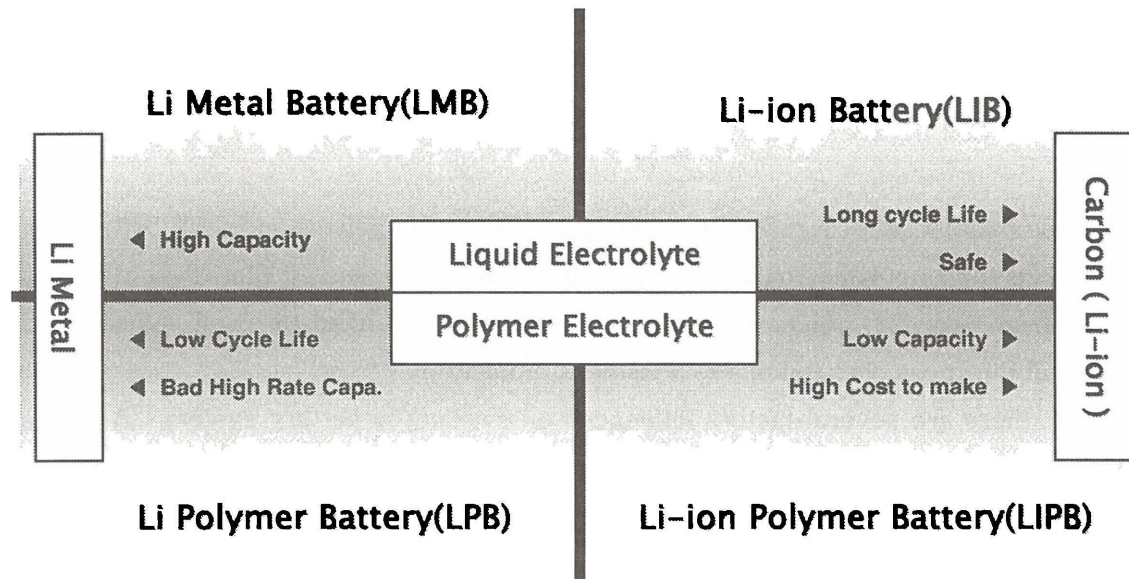 Li Metal Battery(LMB)
Li-ion Battery(LIB)
Li Metal
High Capacity
Liquid Electrolyte
Long cycle Life
Safe
Carbon ( Li-ion )
Low Cycle Life
Bad High Rate Capa.
Polymer Electrolyte
Low Capacity
High Cost to make
Li Polymer Battery(LPB)
Li-ion Polymer Battery(LIPB)